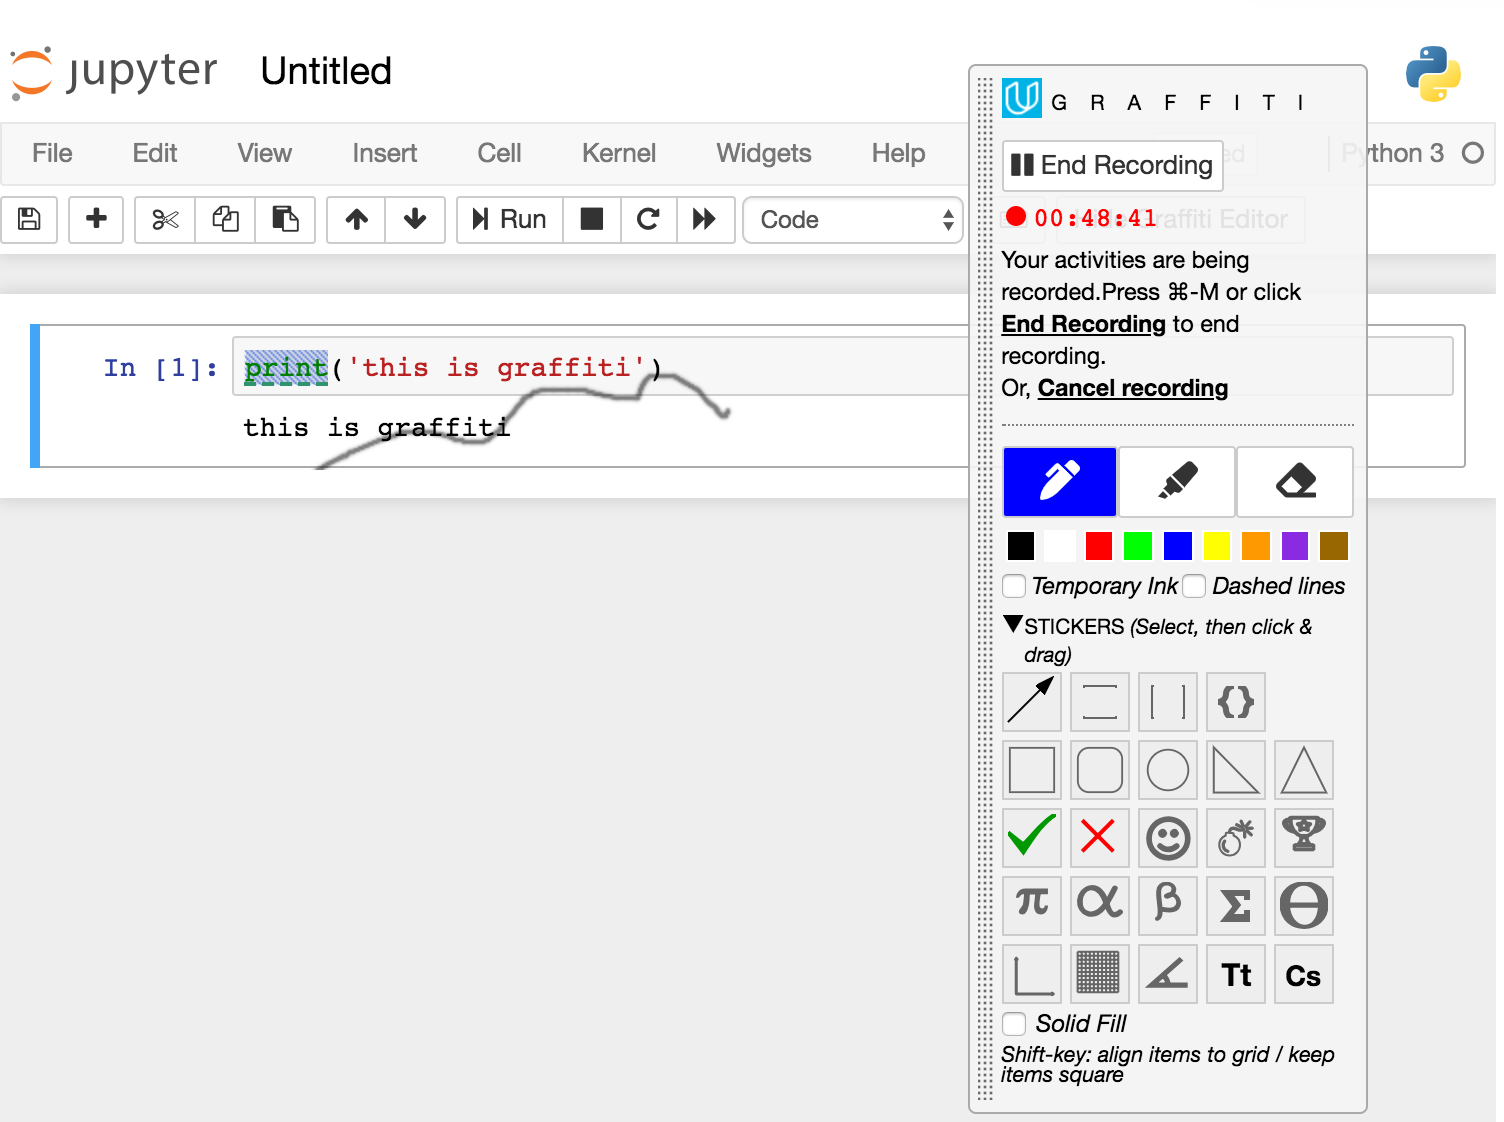 jupyter Untitled
File Edit View Insert Cell Kernel Widgets Help Python 3
Run Code Graffiti Editor
In [1]: print('this is graffiti')
this is graffiti
GRAFFITI
End Recording
00:48:41
Your activities are being
recorded.Press ⌘-M or click
End Recording to end
recording.
Or, Cancel recording
Temporary Ink Dashed lines
STICKERS (Select, then click &
drag)
{}
π α β Σ Θ
Tt Cs
Solid Fill
Shift-key: align items to grid / keep
items square